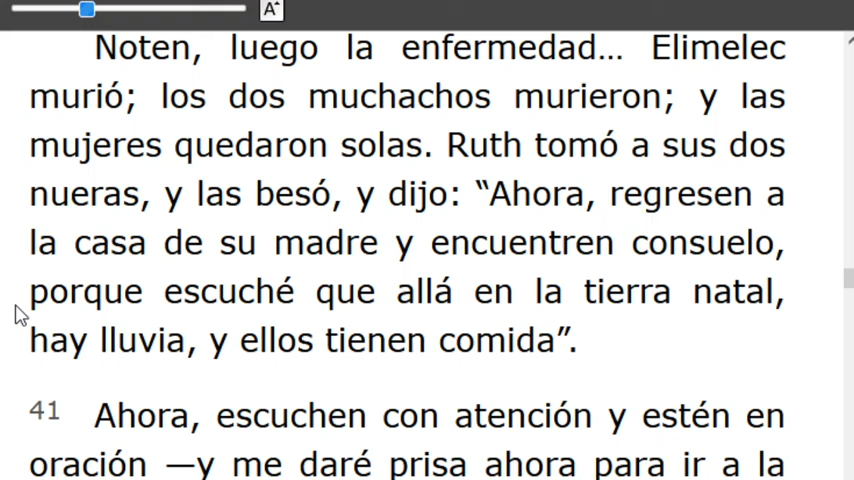 A
Noten, luego la enfermedad… Elimelec
murió; los dos muchachos murieron; y las
mujeres quedaron solas. Ruth tomó a sus dos
nueras, y las besó, y dijo: “Ahora, regresen a
la casa de su madre y encuentren consuelo,
porque escuché que allá en la tierra natal,
hay lluvia, y ellos tienen comida”.
41 Ahora, escuchen con atención y estén en
oración —y me daré prisa ahora para ir a la